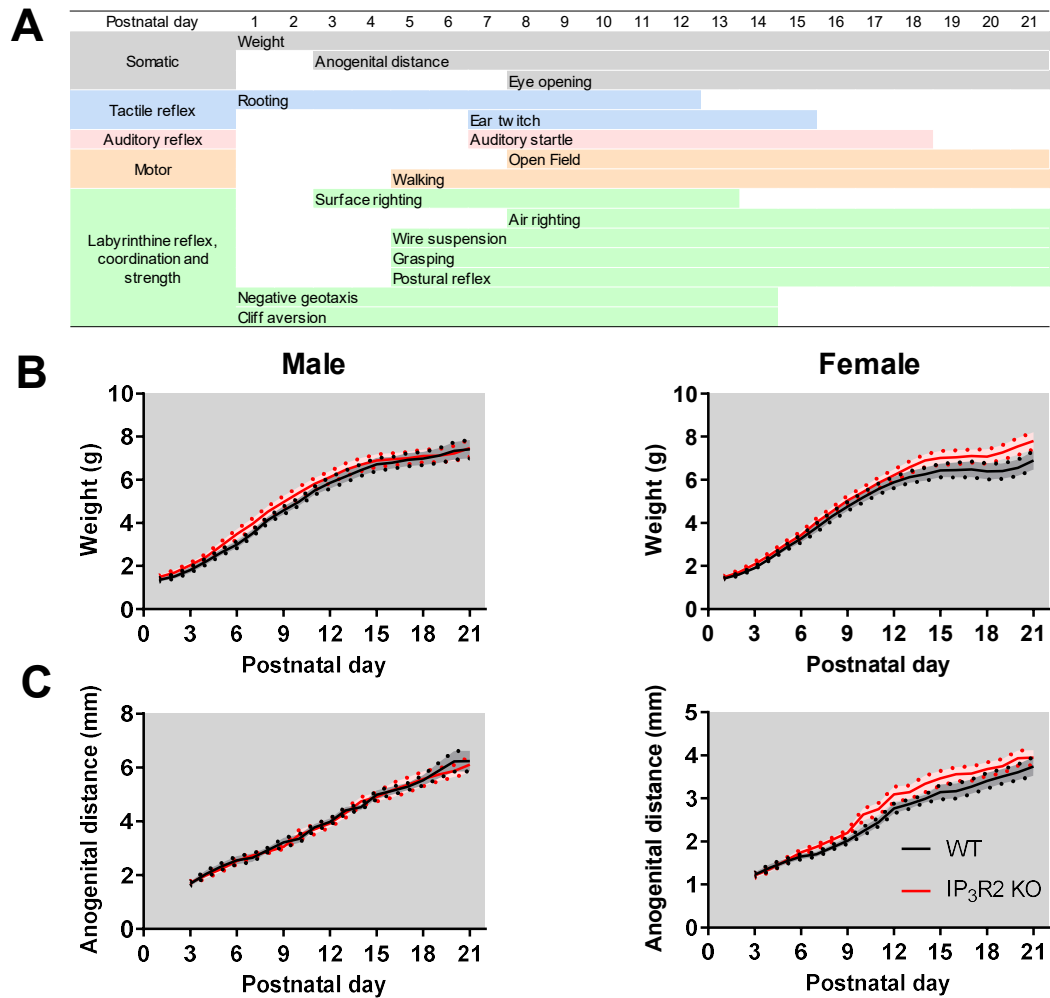 A
Postnatal day 1 2 3 4 5 6 7 8 9 10 11 12 13 14 15 16 17 18 19 20 21
Somatic
Weight
Anogenital distance
Eye opening
Tactile reflex
Rooting
Ear twitch
Auditory reflex
Auditory startle
Motor
Open Field
Walking
Labyrinthine reflex,
coordination and
strength
Surface righting
Air righting
Wire suspension
Grasping
Postural reflex
Negative geotaxis
Cliff aversion
B
Male
Weight (g)
10
8
6
4
2
0
0 3 6 9 12 15 18 21
Postnatal day
Female
Weight (g)
10
8
6
4
2
0
0 3 6 9 12 15 18 21
Postnatal day
C
Anogenital distance (mm)
8
6
4
2
0
0 3 6 9 12 15 18 21
Postnatal day
Anogenital distance (mm)
5
4
3
2
1
0
0 3 6 9 12 15 18 21
Postnatal day
WT
IP₃R2 KO